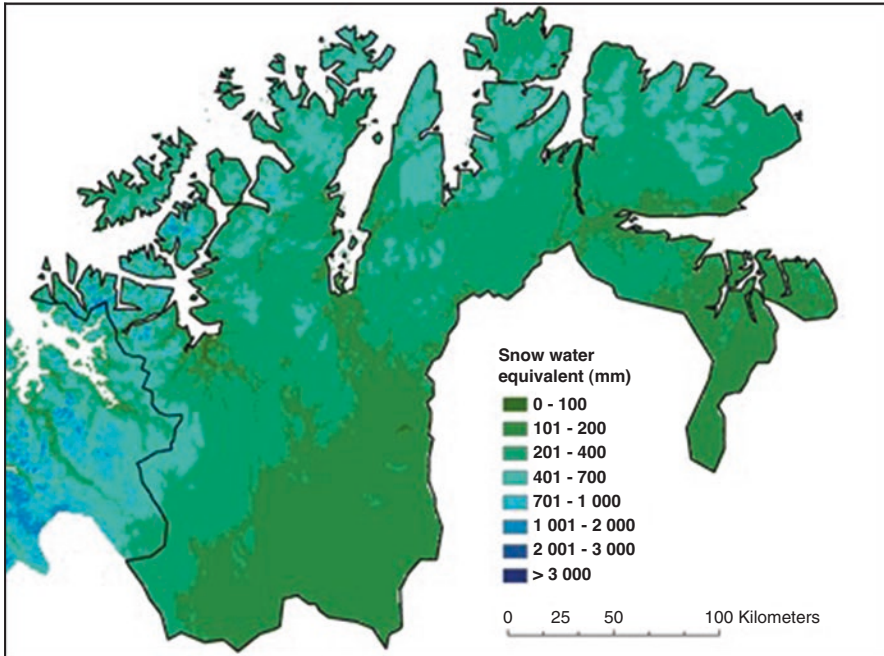 Snow water
equivalent (mm)
0 - 100
101 - 200
201 - 400
401 - 700
701 - 1 000
1 001 - 2 000
2 001 - 3 000
> 3 000
0 25 50 100 Kilometers